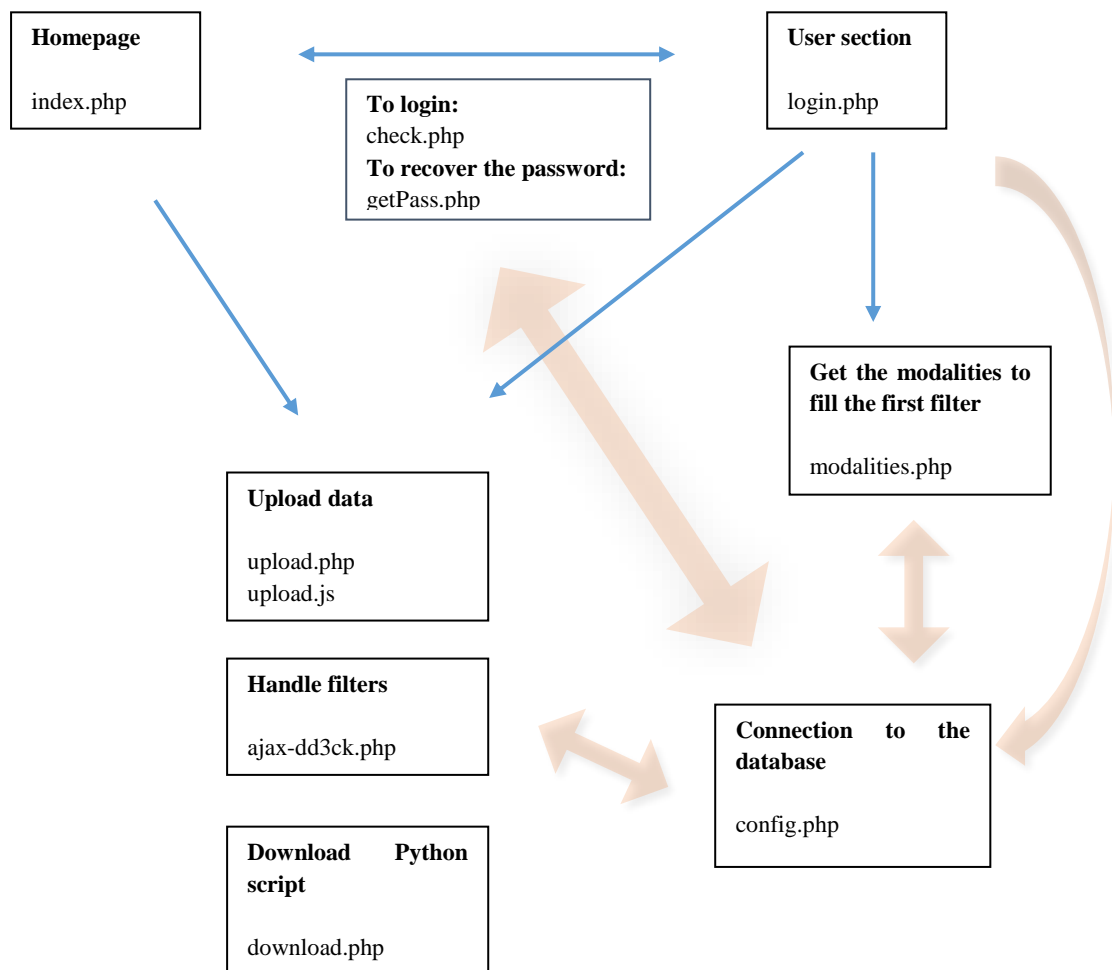 Homepage
index.php
User section
login.php
To login:
check.php
To recover the password:
getPass.php
Get the modalities to
fill the first filter
modalities.php
Upload data
upload.php
upload.js
Handle filters
ajax-dd3ck.php
Connection to the
database
config.php
Download Python
script
download.php